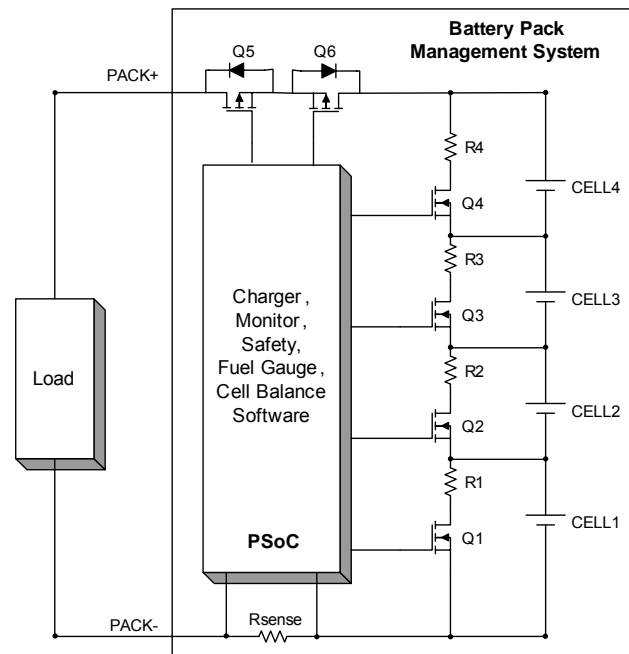 Battery Pack
Management System
Q5
Q6
PACK+
R4
Q4
CELL4
R3
Q3
CELL3
Charger ,
Monitor ,
Safety,
Fuel Gauge ,
Cell Balance
Software
Load
R2
Q2
CELL2
R1
Q1
CELL1
PSoC
Rsense
PACK-